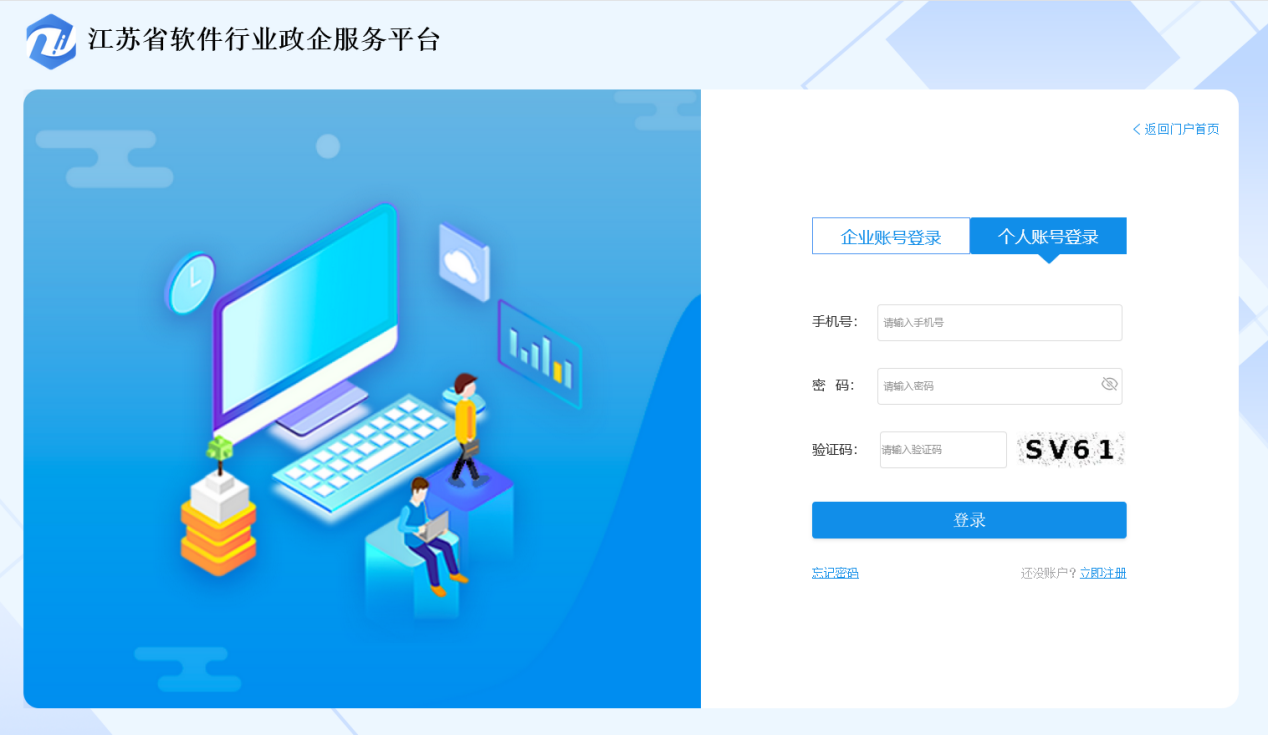 江苏省软件行业政企服务平台
< 返回门户首页
企业账号登录 个人账号登录
手机号： 请输入手机号
密 码： 请输入密码
验证码： 请输入验证码 SV61
登录
忘记密码 还没账户？立即注册